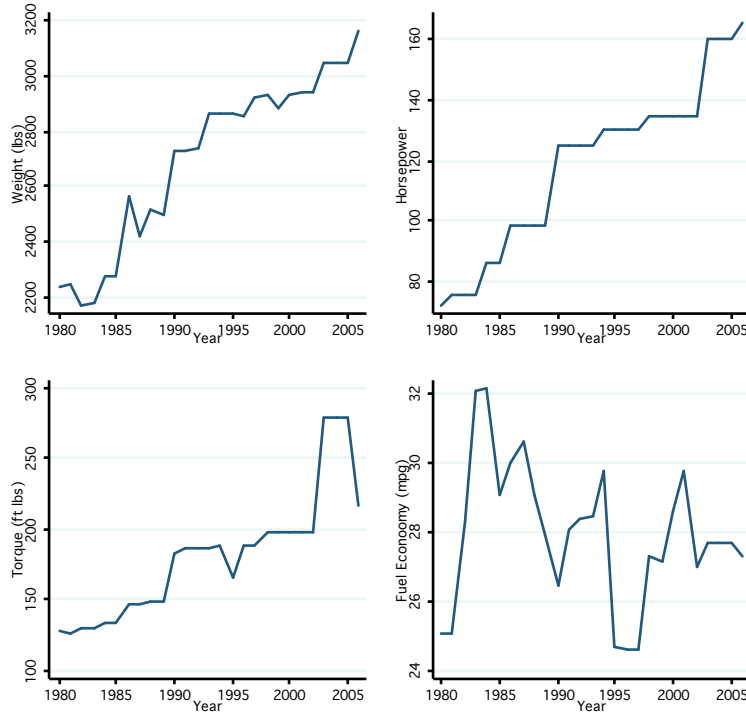 Weight (lbs)
2200 2400 2600 2800 3000 3200
1980 1985 1990 1995 2000 2005
Year
Horsepower
80 100 120 140 160
1980 1985 1990 1995 2000 2005
Year
Torque (ft lbs)
100 150 200 250 300
1980 1985 1990 1995 2000 2005
Year
Fuel Econoomy (mpg)
24 26 28 30 32
1980 1985 1990 1995 2000 2005
Year